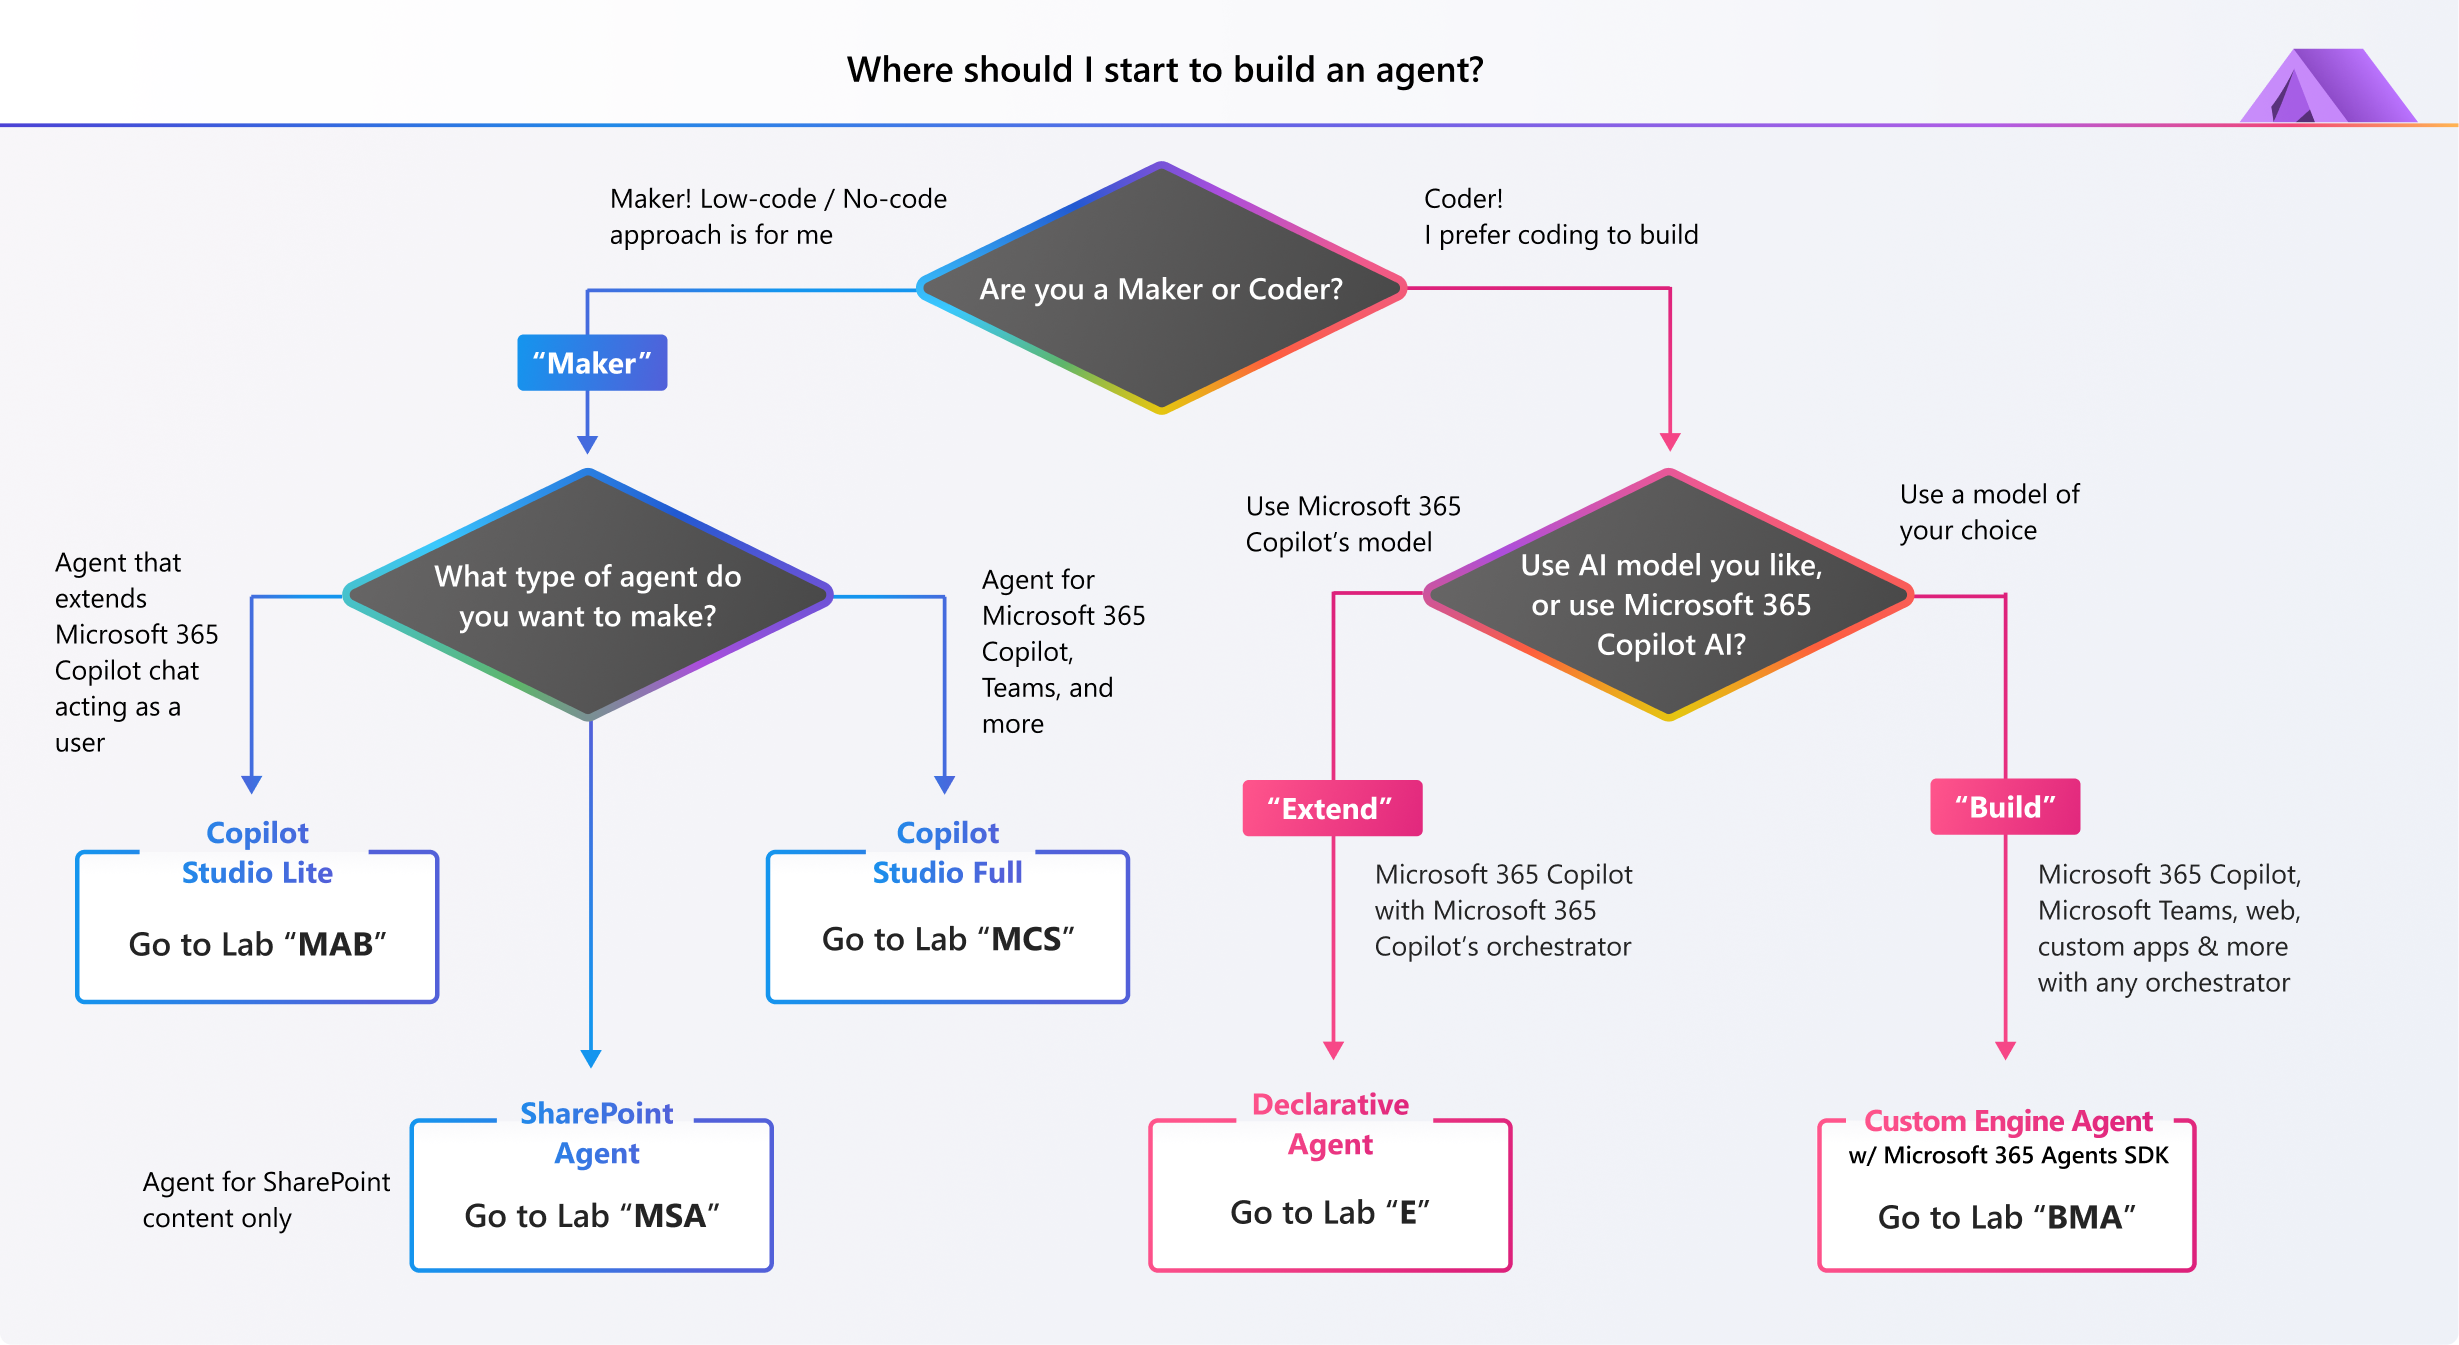 Where should I start to build an agent?
Maker! Low-code / No-code
approach is for me
Coder!
I prefer coding to build
Are you a Maker or Coder?
“Maker”
What type of agent do
you want to make?
Agent that
extends
Microsoft 365
Copilot chat
acting as a
user
Agent for
Microsoft 365
Copilot,
Teams, and
more
Use Microsoft 365
Copilot’s model
Use a model of
your choice
Use AI model you like,
or use Microsoft 365
Copilot AI?
“Extend”
“Build”
Copilot
Studio Lite
Go to Lab “MAB”
Copilot
Studio Full
Go to Lab “MCS”
Microsoft 365 Copilot
with Microsoft 365
Copilot’s orchestrator
Microsoft 365 Copilot,
Microsoft Teams, web,
custom apps & more
with any orchestrator
Agent for SharePoint
content only
SharePoint
Agent
Go to Lab “MSA”
Declarative
Agent
Go to Lab “E”
Custom Engine Agent
w/ Microsoft 365 Agents SDK
Go to Lab “BMA”